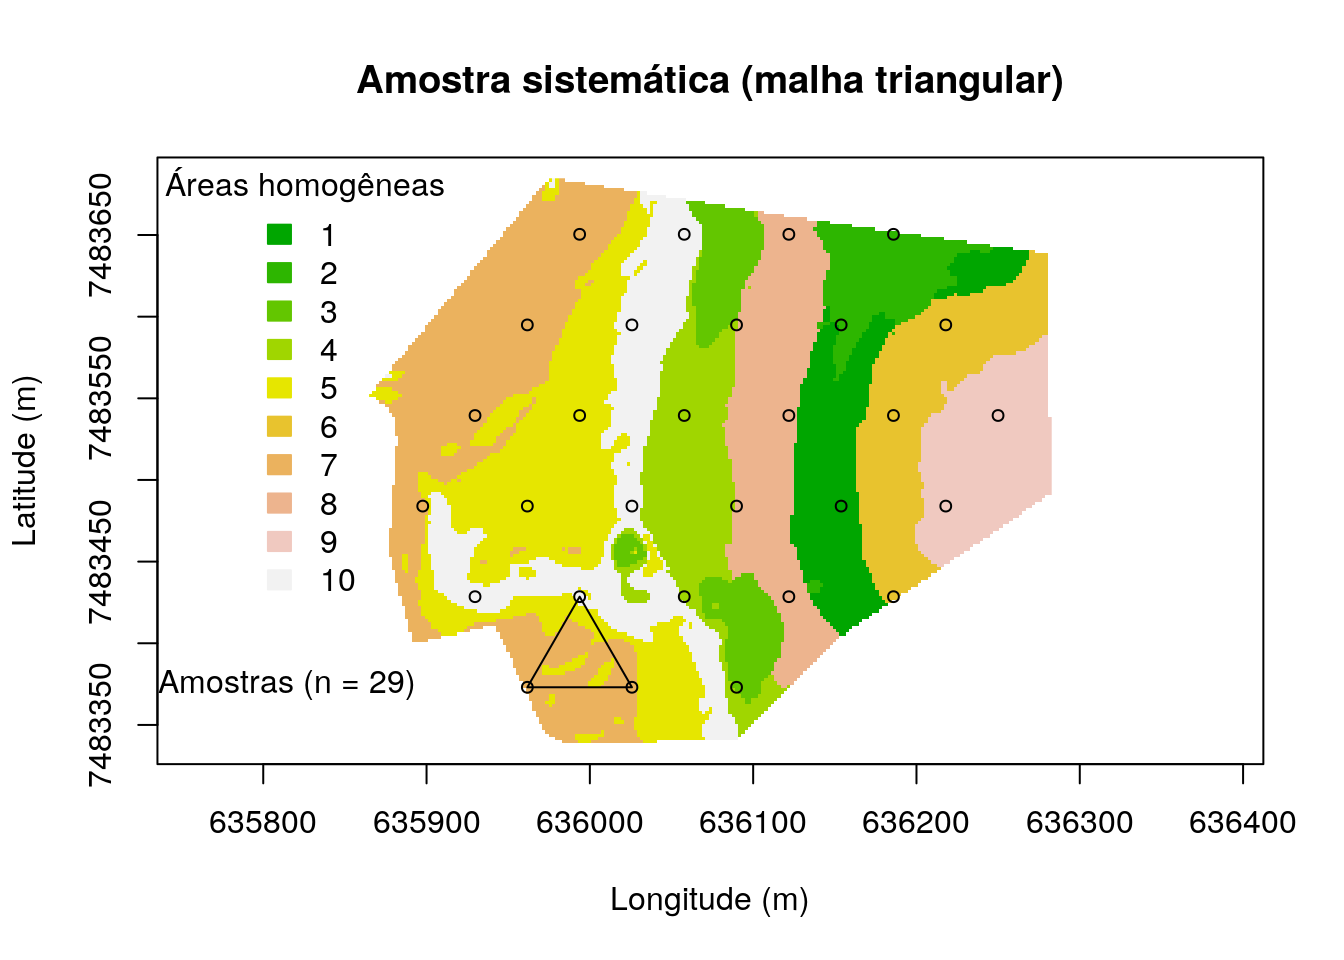 Amostra sistemática (malha triangular)
Áreas homogêneas
1
2
3
4
5
6
7
8
9
10
Amostras (n = 29)
7483650
7483550
7483450
7483350
Latitude (m)
635800 635900 636000 636100 636200 636300 636400
Longitude (m)